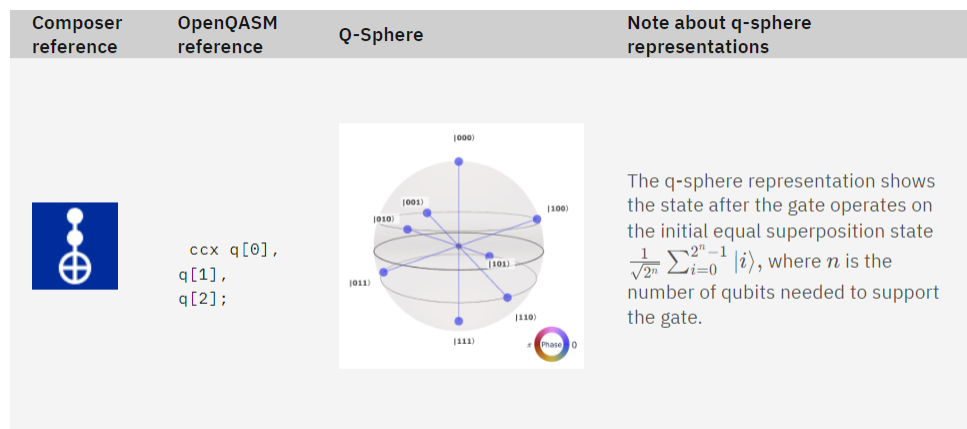 Composer reference
OpenQASM reference
Q-Sphere
Note about q-sphere representations
ccx q[0],
q[1],
q[2];
|000⟩
|001⟩
|010⟩
|100⟩
|101⟩
|011⟩
|110⟩
|111⟩
π Phase 0
The q-sphere representation shows
the state after the gate operates on
the initial equal superposition state
1/√2ⁿ ∑_{i=0}^{2ⁿ−1} |i⟩, where n is the
number of qubits needed to support
the gate.